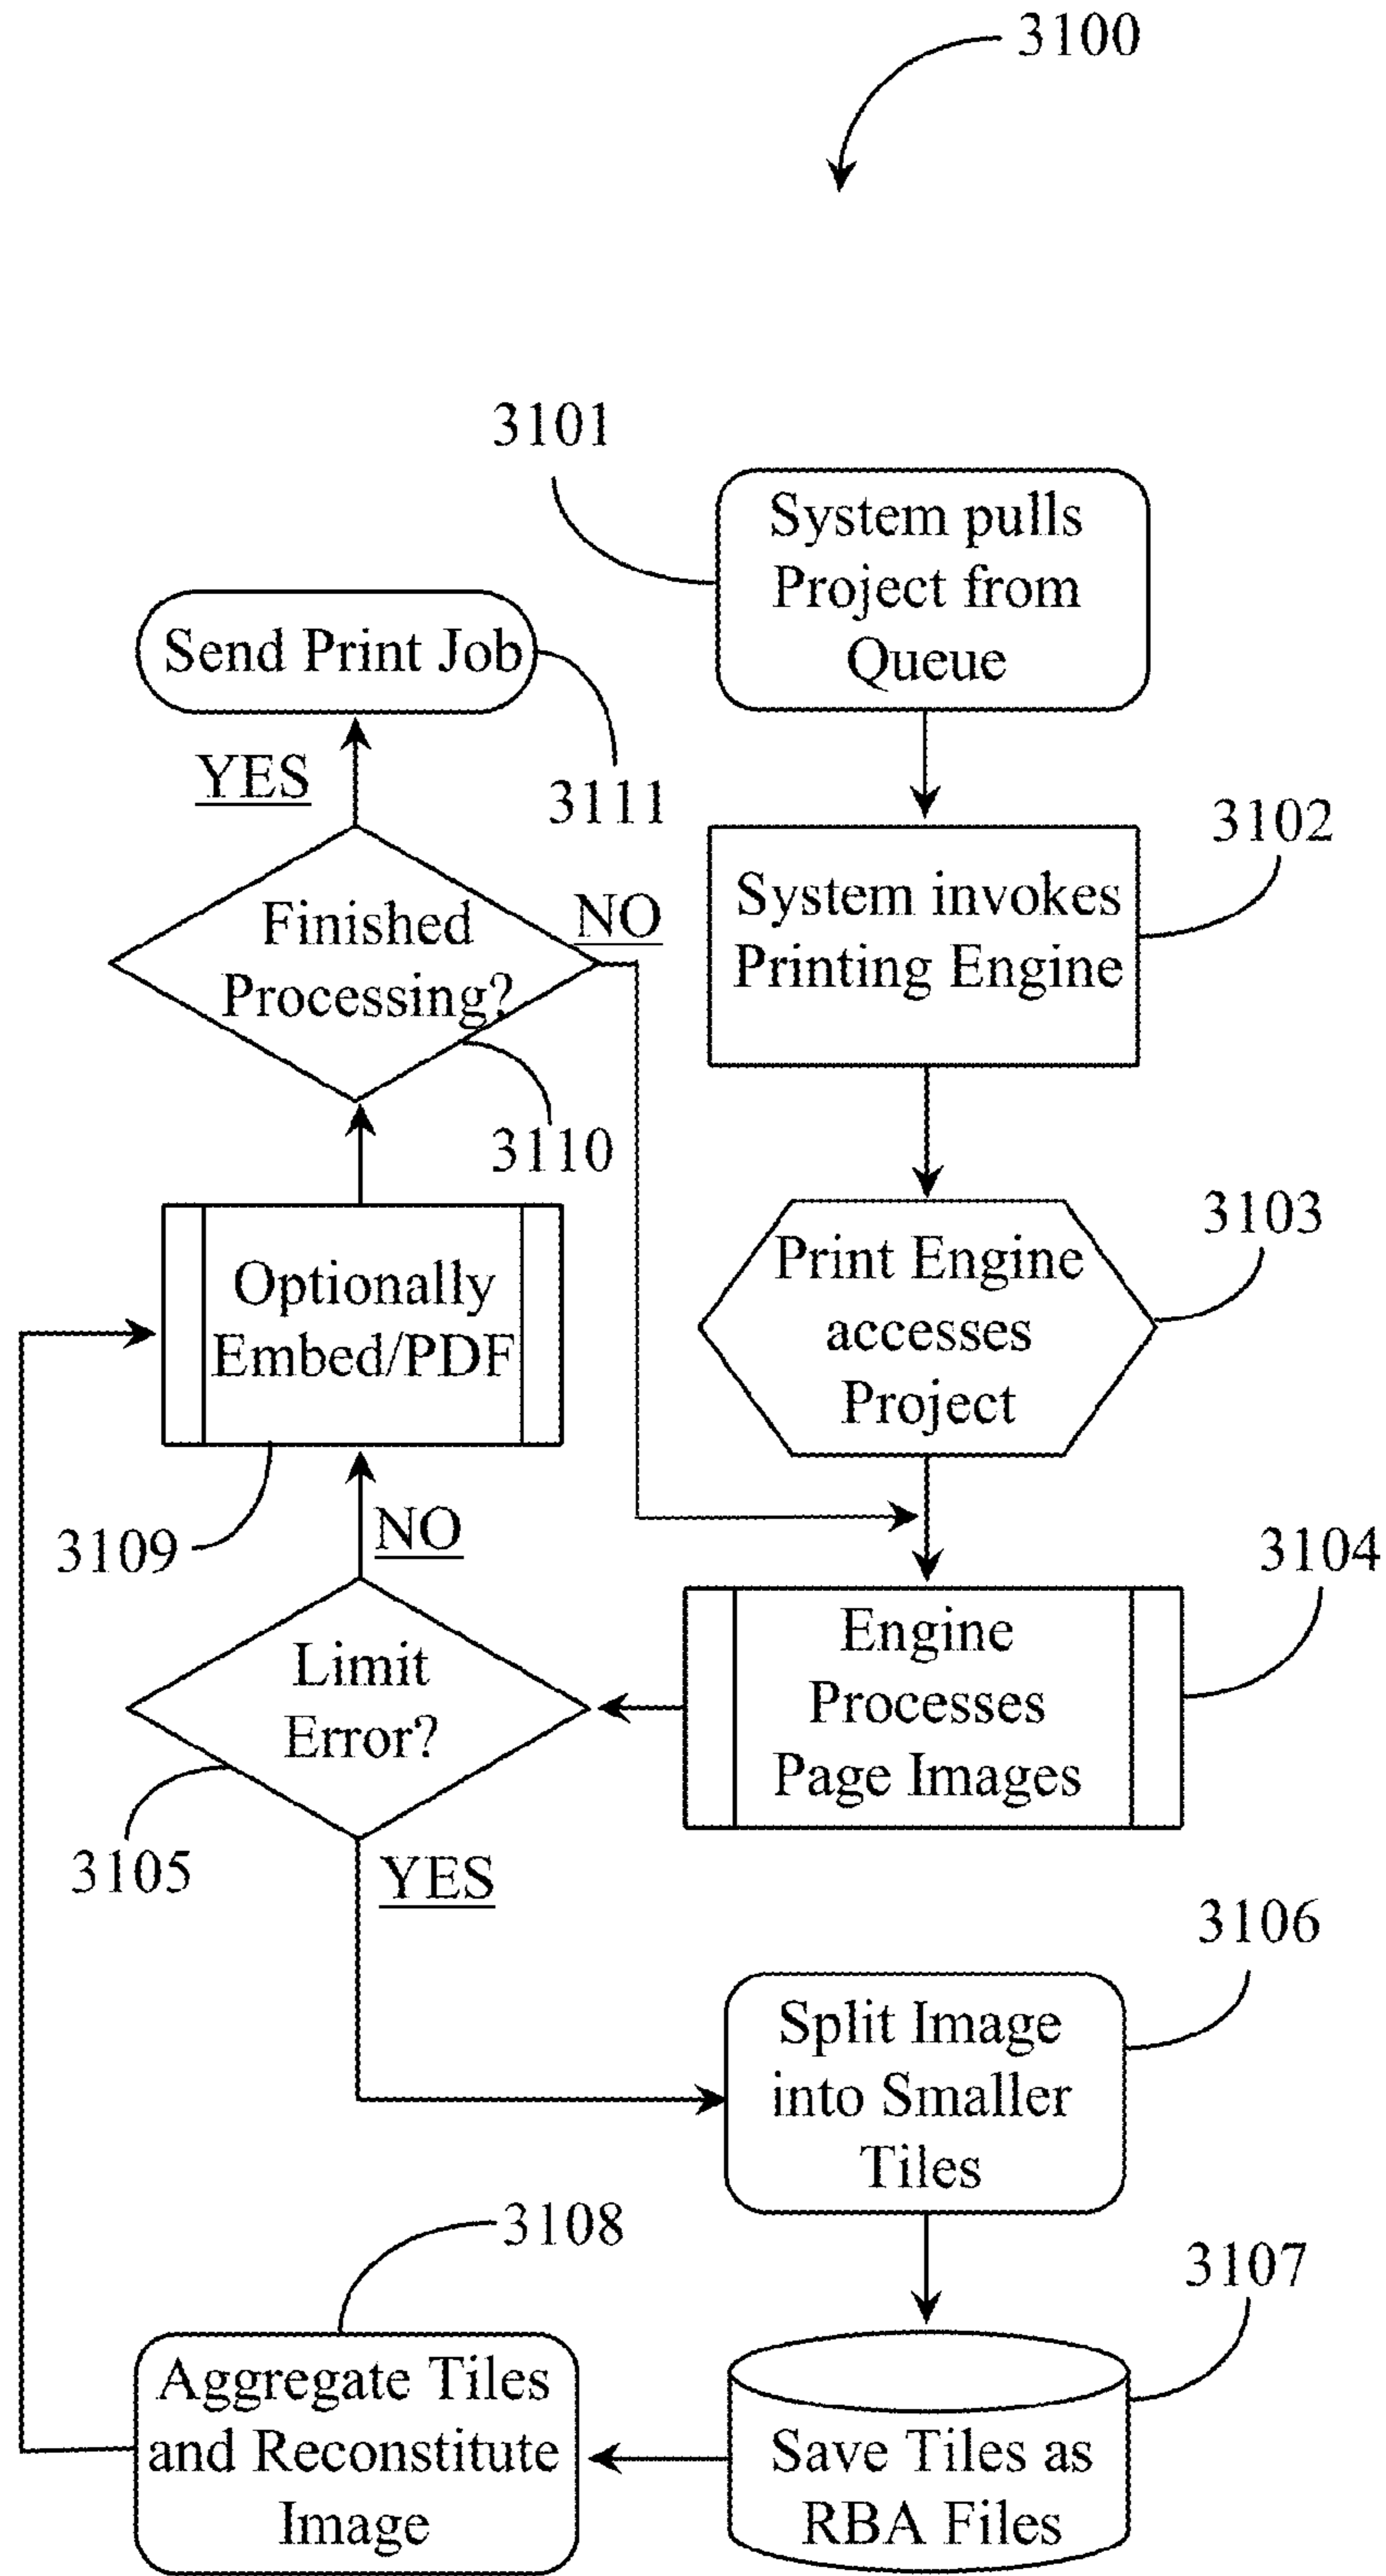 3100
3101
System pulls
Project from
Queue
Send Print Job
YES
3111
3102
System invokes
Printing Engine
Finished
Processing?
NO
3110
3103
Print Engine
accesses
Project
Optionally
Embed/PDF
3109
NO
3104
Engine
Processes
Page Images
Limit
Error?
3105
YES
3106
Split Image
into Smaller
Tiles
3108
3107
Aggregate Tiles
and Reconstitute
Image
Save Tiles as
RBA Files